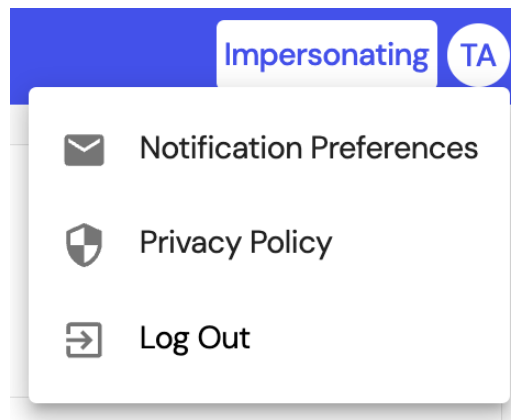 Impersonating
TA
Notification Preferences
Privacy Policy
Log Out